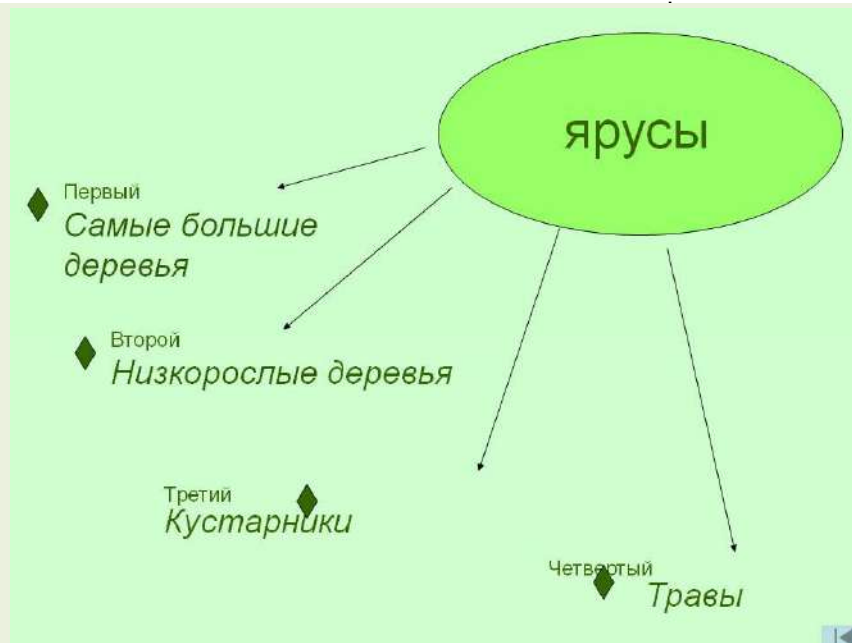 ярусы
Первый
Самые большие
деревья
Второй
Низкорослые деревья
Третий
Кустарники
Четвертый
Травы